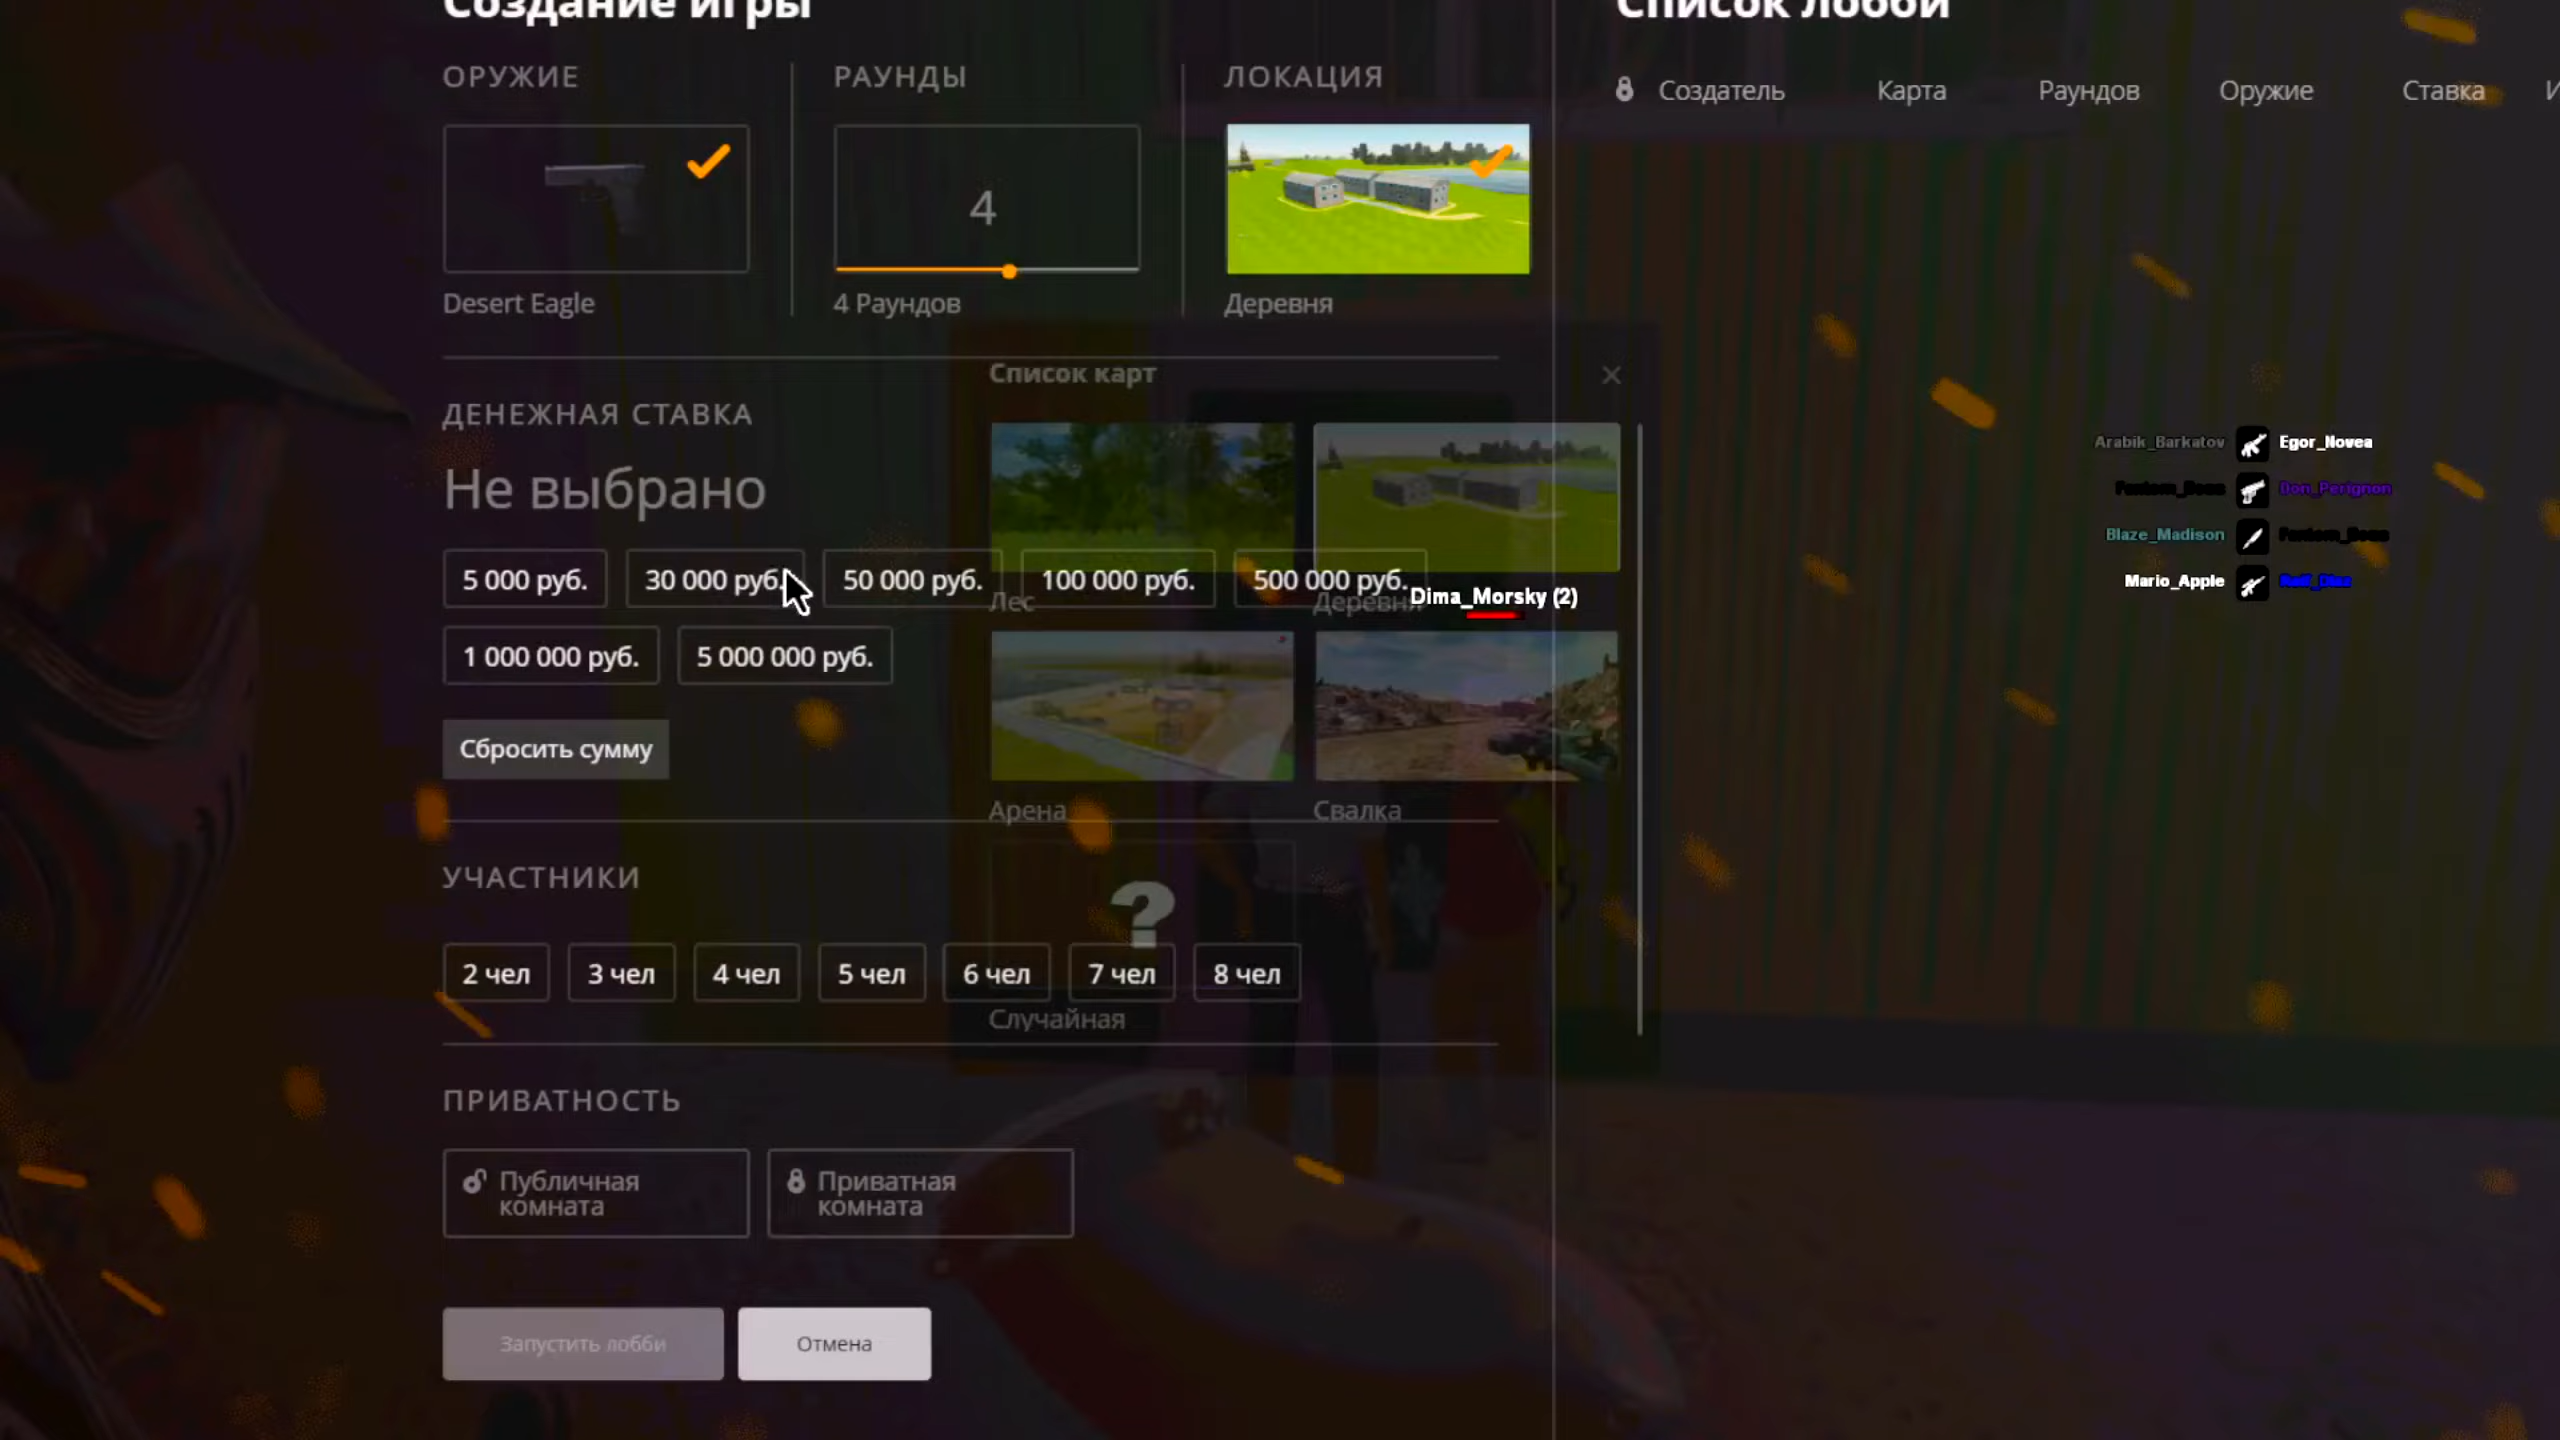 Создание игры
ОРУЖИЕ
РАУНДЫ
ЛОКАЦИЯ
4
Desert Eagle
4 Раундов
Деревня
ДЕНЕЖНАЯ СТАВКА
Не выбрано
5 000 руб.
30 000 руб.
50 000 руб.
100 000 руб.
500 000 руб.
1 000 000 руб.
5 000 000 руб.
Сбросить сумму
УЧАСТНИКИ
2 чел
3 чел
4 чел
5 чел
6 чел
7 чел
8 чел
ПРИВАТНОСТЬ
Публичная
комната
Приватная
комната
Запустить лобби
Отмена
Список карт
Лес
Деревня
Арена
Свалка
?
Случайная
Dima_Morsky (2)
Список лобби
Создатель
Карта
Раундов
Оружие
Ставка
Arabik_Barkatov
Egor_Novea
Don_Perignon
Blaze_Madison
Mario_Apple